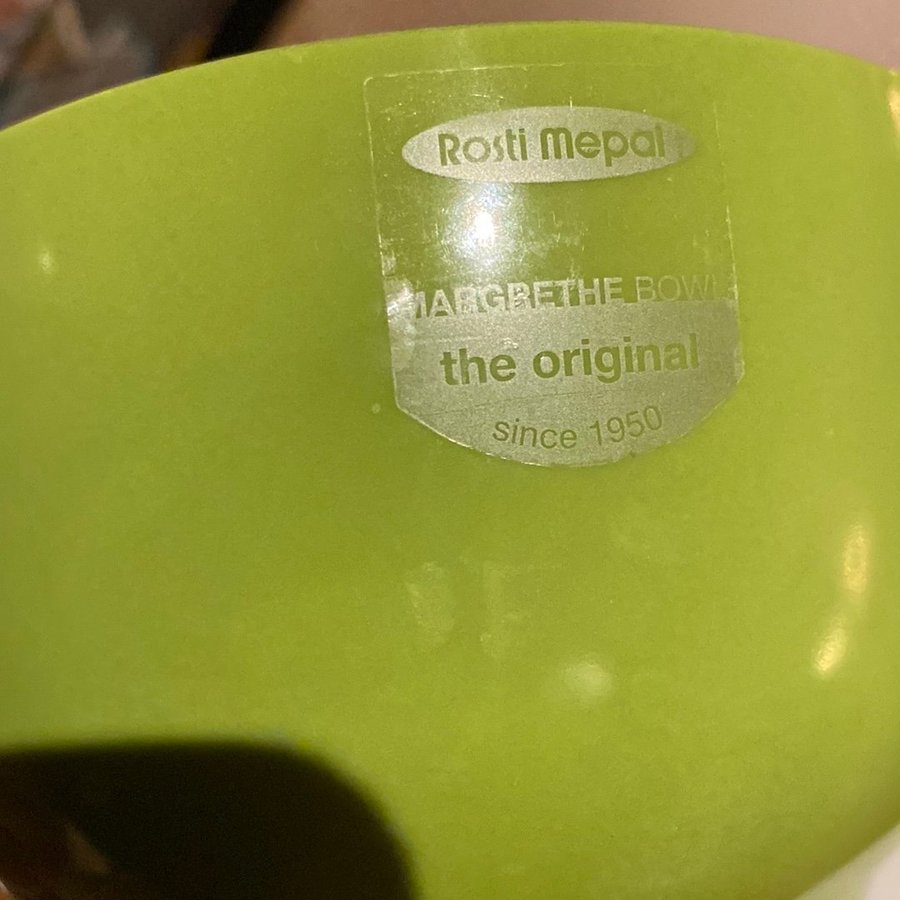 Rosti Mepal
MARGRETHE BOWL
the original
since 1950